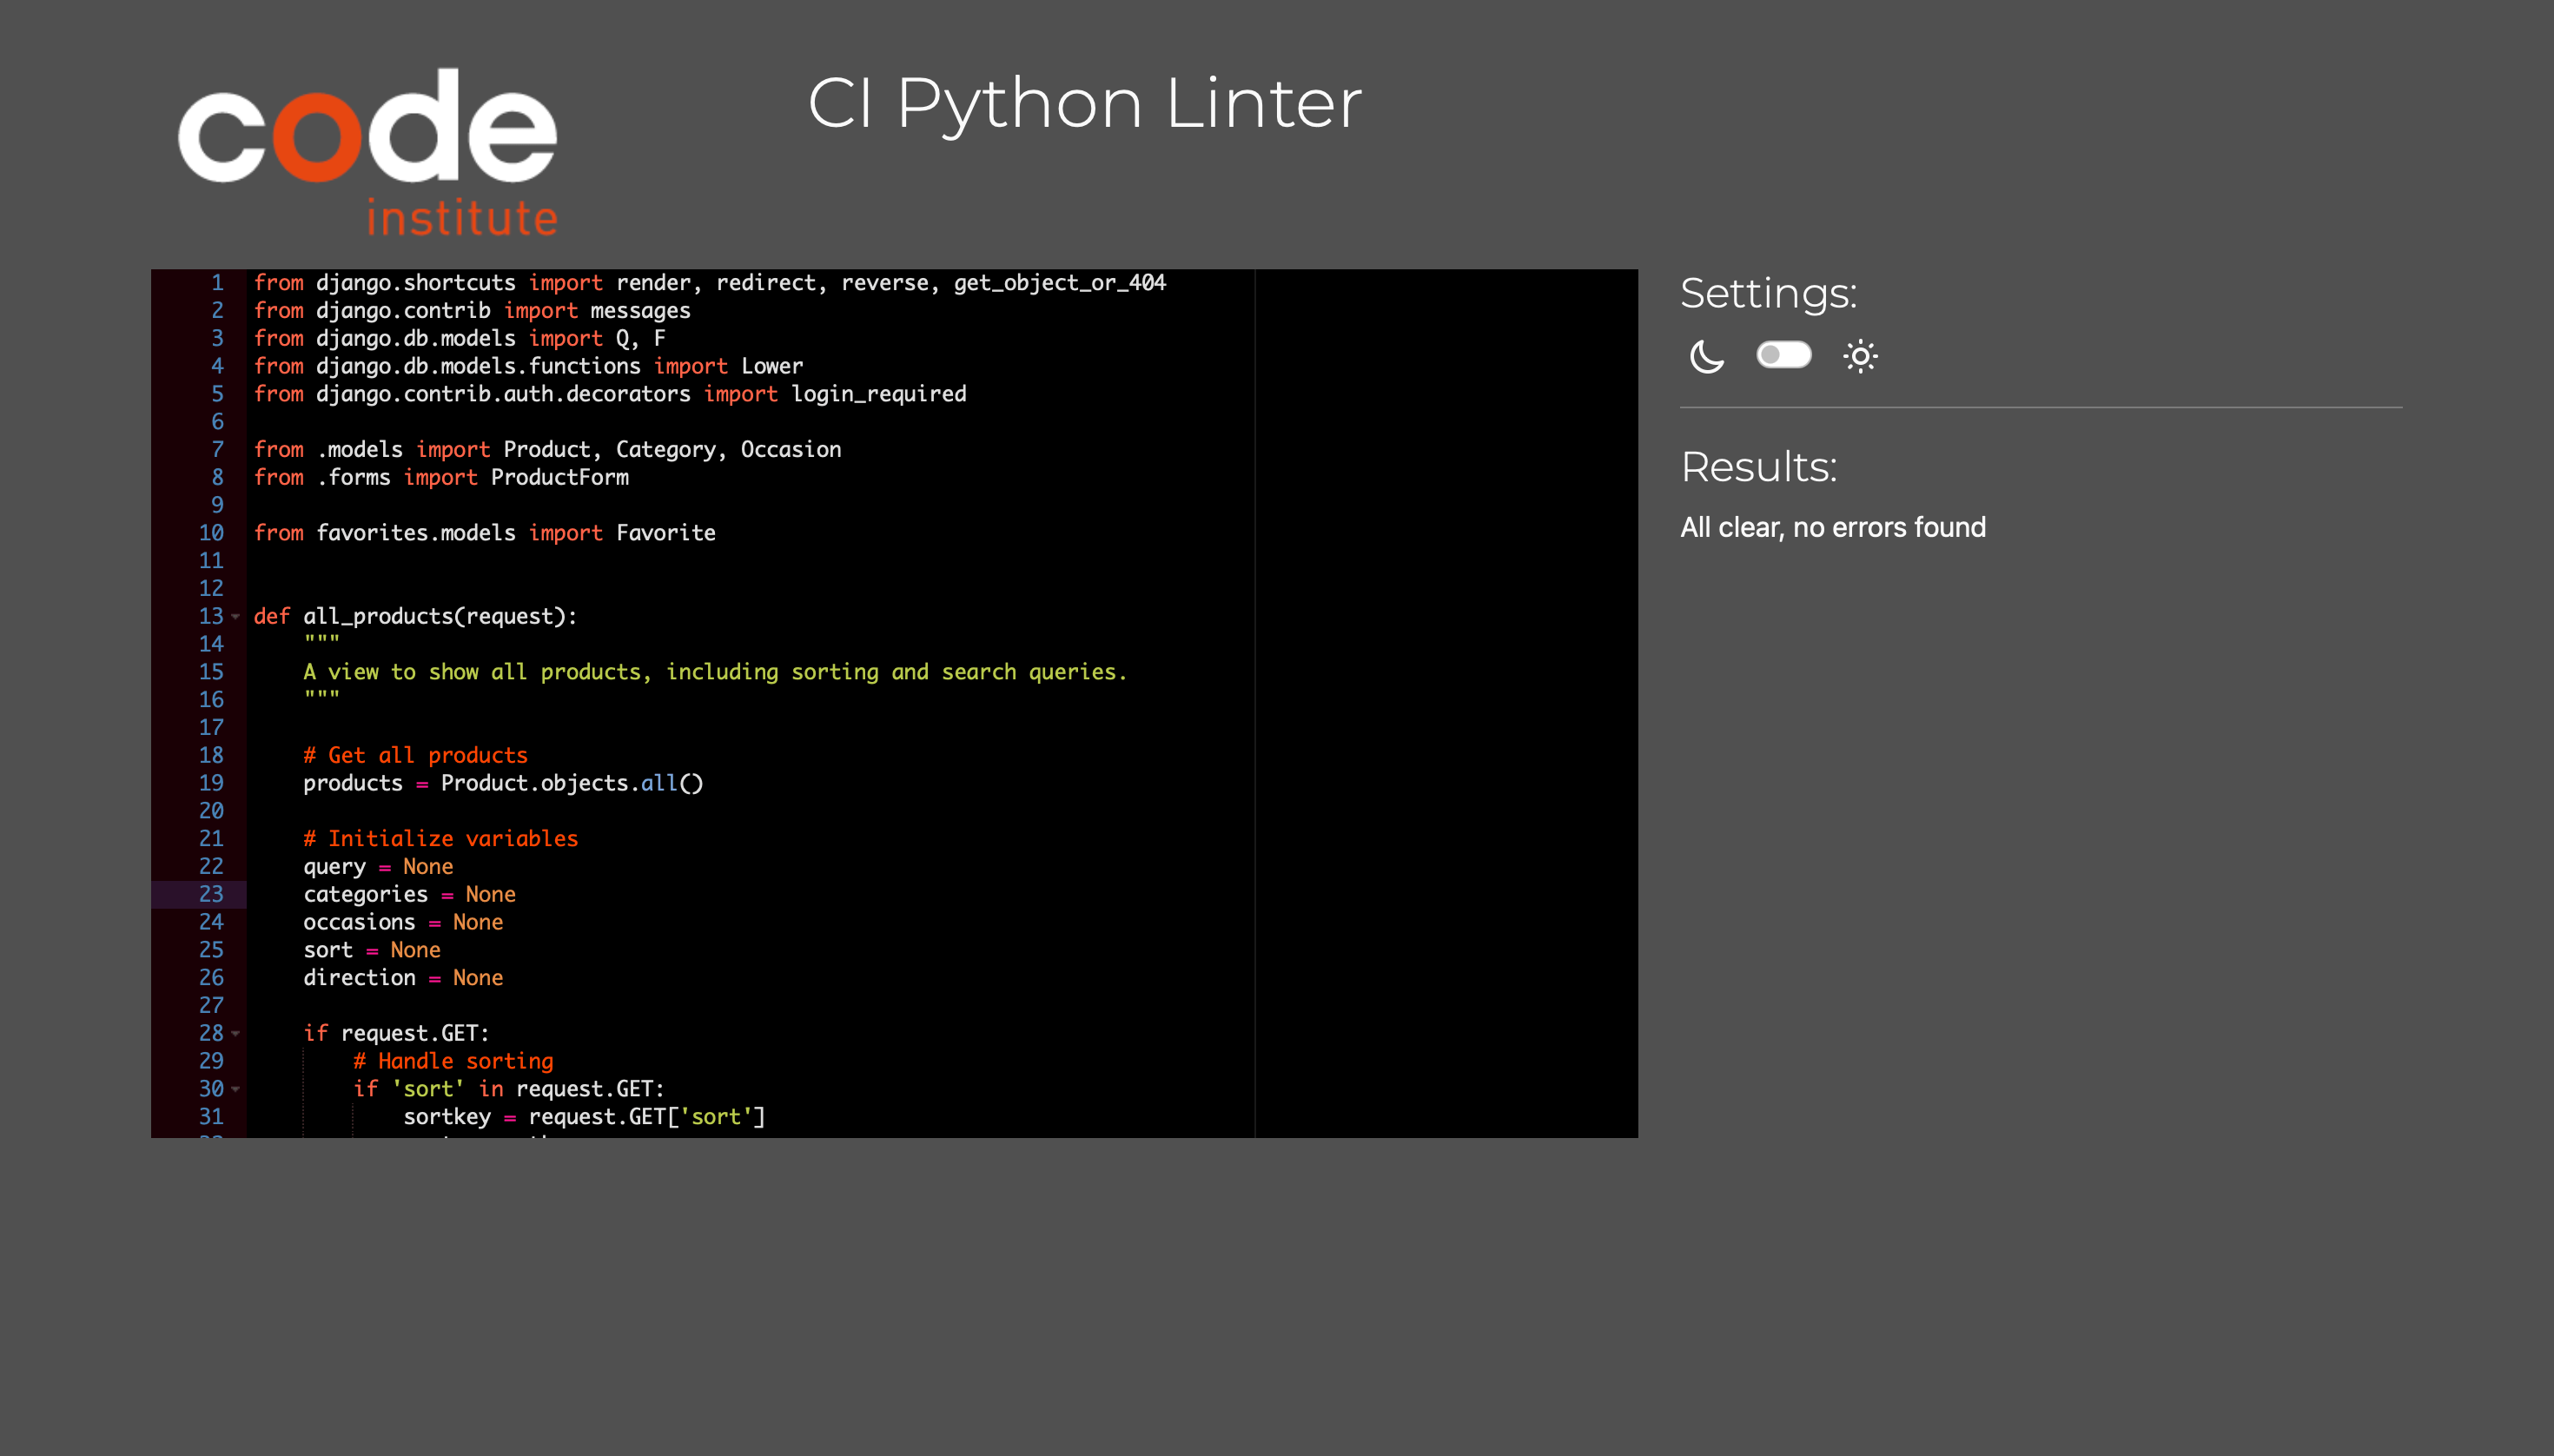 code
institute
CI Python Linter
1 from django.shortcuts import render, redirect, reverse, get_object_or_404
2 from django.contrib import messages
3 from django.db.models import Q, F
4 from django.db.models.functions import Lower
5 from django.contrib.auth.decorators import login_required
6
7 from .models import Product, Category, Occasion
8 from .forms import ProductForm
9
10 from favorites.models import Favorite
11
12
13 def all_products(request):
14     """
15     A view to show all products, including sorting and search queries.
16     """
17
18     # Get all products
19     products = Product.objects.all()
20
21     # Initialize variables
22     query = None
23     categories = None
24     occasions = None
25     sort = None
26     direction = None
27
28     if request.GET:
29         # Handle sorting
30         if 'sort' in request.GET:
31             sortkey = request.GET['sort']
Settings:
Results:
All clear, no errors found